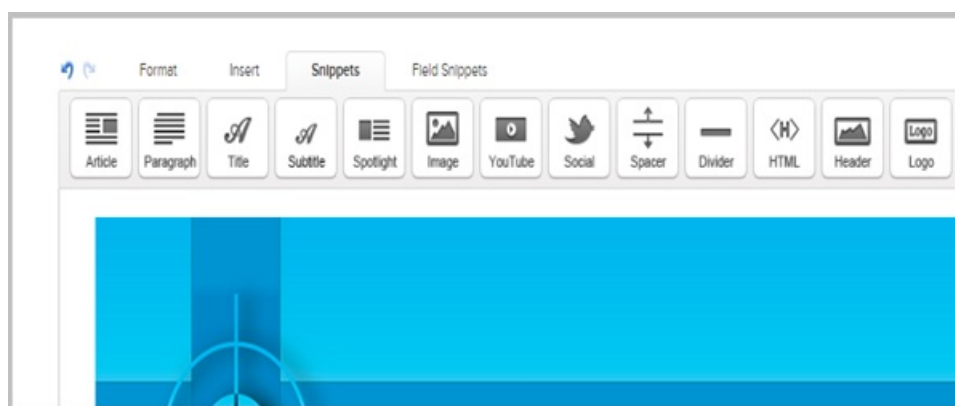 Format Insert Snippets Field Snippets
Article Paragraph Title Subtitle Spotlight Image YouTube Social Spacer Divider HTML Header Logo
<H>
Logo